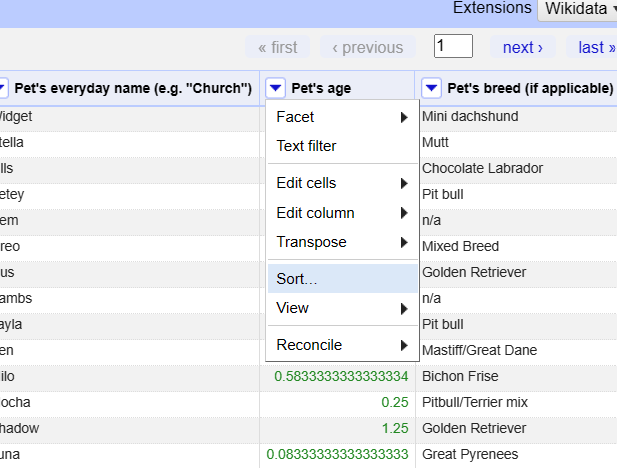 Extensions Wikidata
« first ‹ previous 1 next › last »
Pet's everyday name (e.g. "Church") Pet's age Pet's breed (if applicable)
Facet
Text filter
Edit cells
Edit column
Transpose
Sort...
View
Reconcile
idget Mini dachshund
tella Mutt
lls Chocolate Labrador
etey Pit bull
em n/a
reo Mixed Breed
us Golden Retriever
ambs n/a
ayla Pit bull
en Mastiff/Great Dane
ilo 0.5833333333333334 Bichon Frise
ocha 0.25 Pitbull/Terrier mix
hadow 1.25 Golden Retriever
una 0.083333333333333 Great Pyrenees